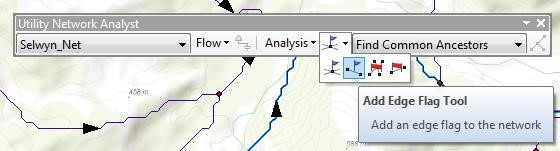 Utility Network Analyst
Selwyn_Net Flow Analysis Find Common Ancestors
458 m
Add Edge Flag Tool
Add an edge flag to the network
588 m